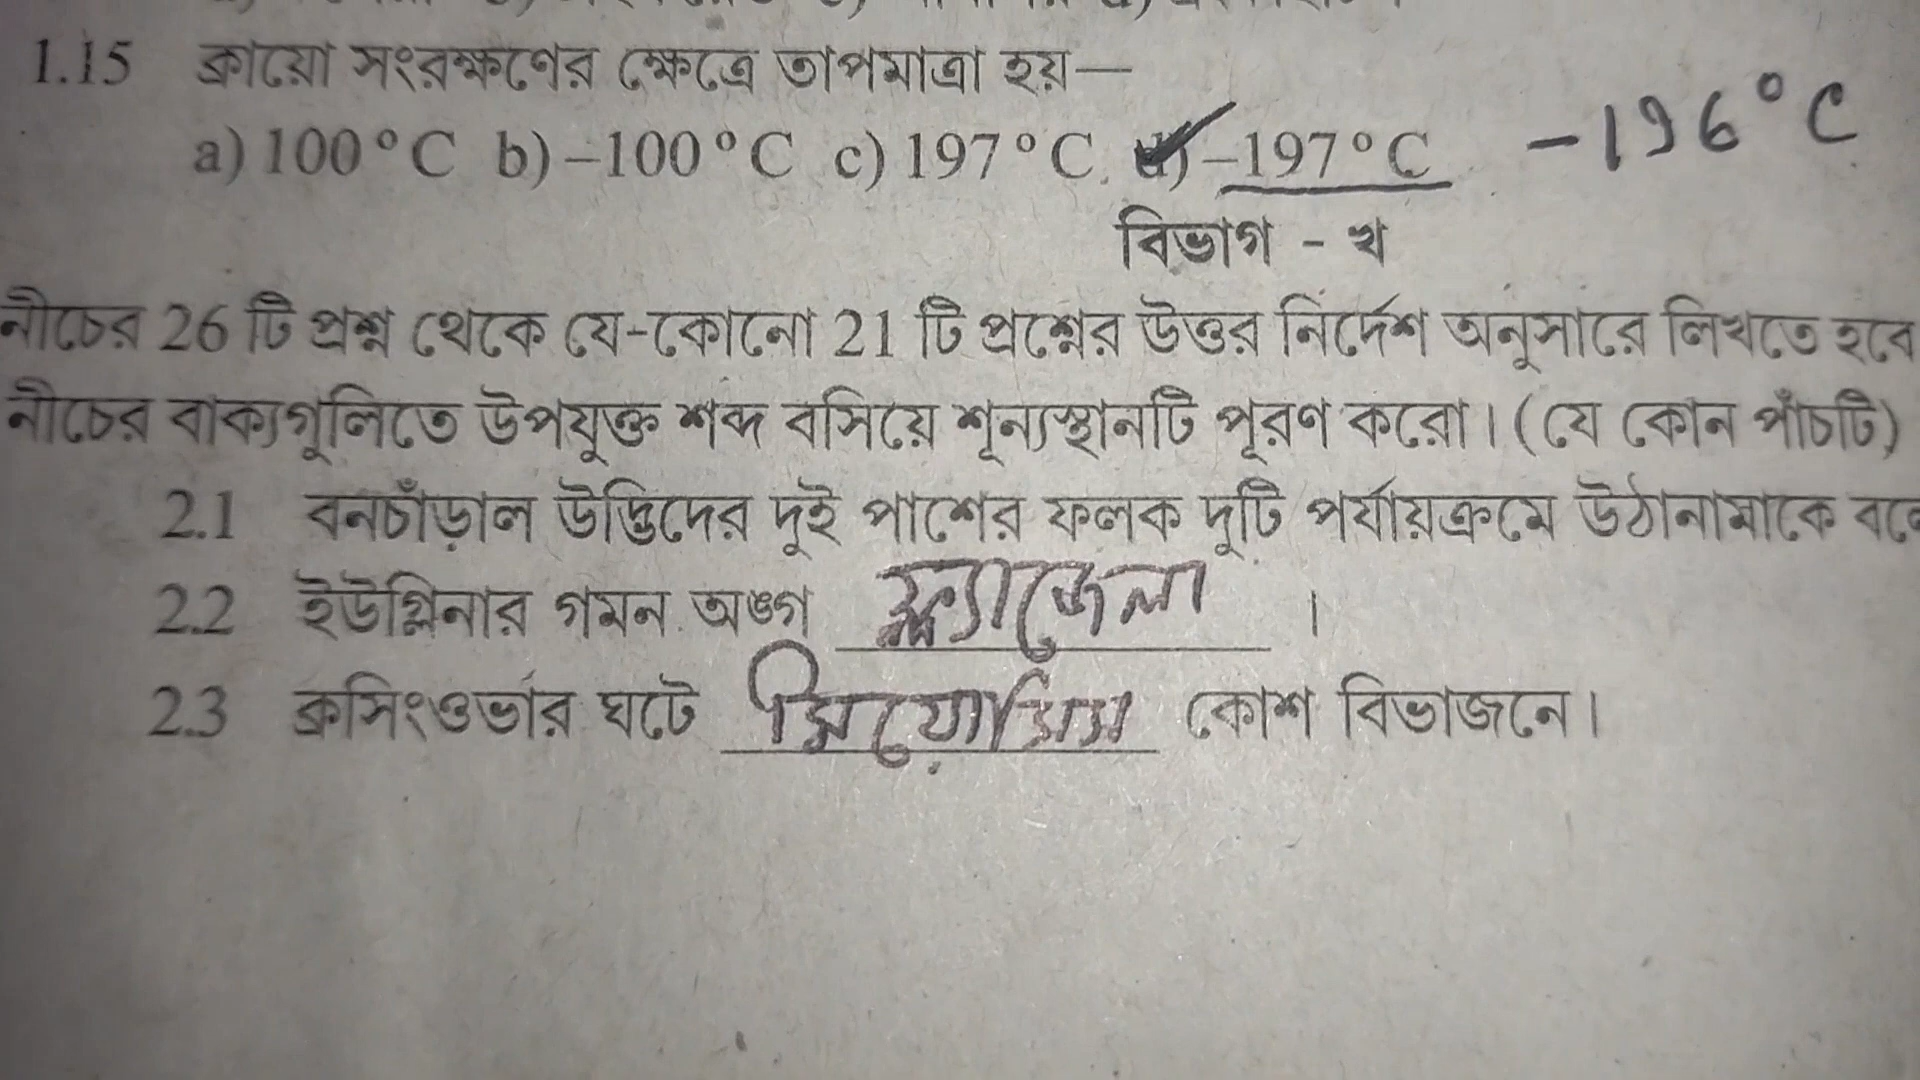 1.15 ক্রায়ো সংরক্ষণের ক্ষেত্রে তাপমাত্রা হয়—
a) 100°C b) –100°C c) 197°C d) –197°C -196°C
বিভাগ - খ
নীচের 26 টি প্রশ্ন থেকে যে-কোনো 21 টি প্রশ্নের উত্তর নির্দেশ অনুসারে লিখতে হবে
নীচের বাক্যগুলিতে উপযুক্ত শব্দ বসিয়ে শূন্যস্থানটি পূরণ করো। (যে কোন পাঁচটি)
2.1 বনচাঁড়াল উদ্ভিদের দুই পাশের ফলক দুটি পর্যায়ক্রমে উঠানামাকে
2.2 ইউগ্লিনার গমন অঙ্গ ফ্ল্যাজেলা ।
2.3 ক্রসিংওভার ঘটে মিয়োসিস কোশ বিভাজনে।